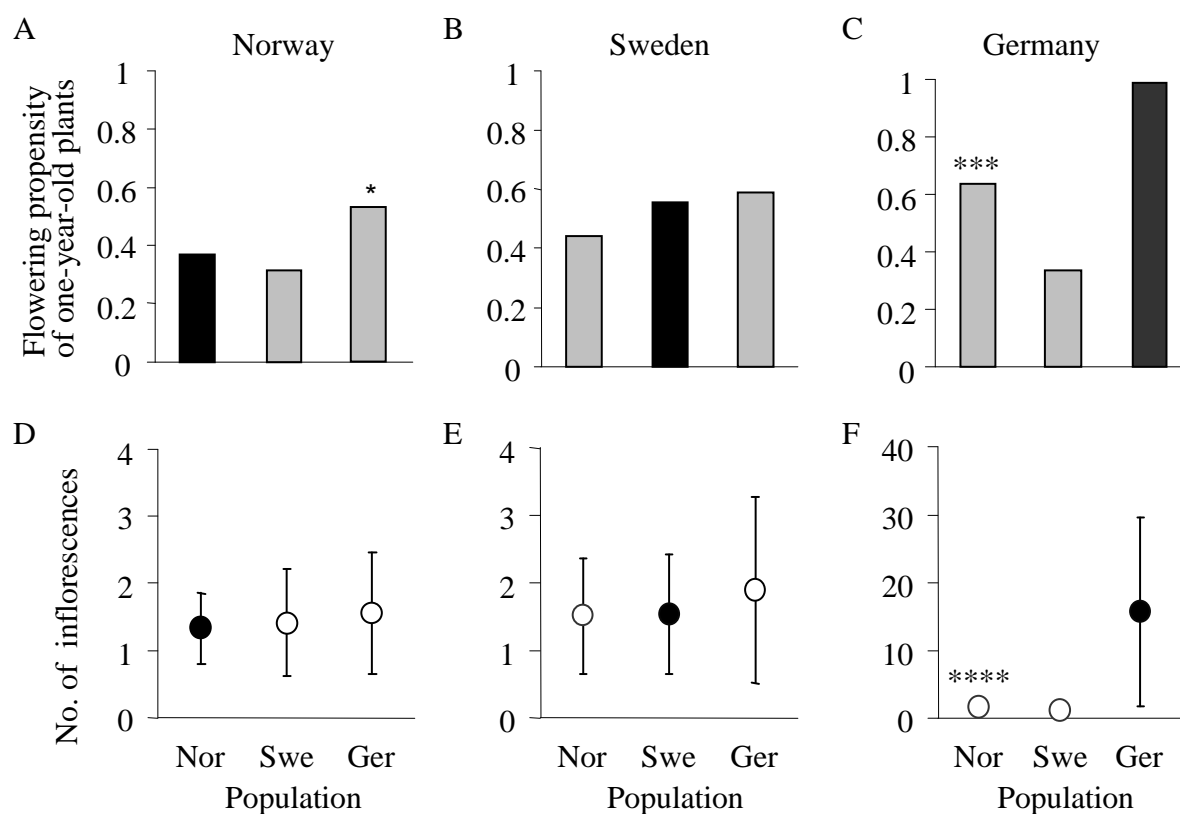 A
Norway
B
Sweden
C
Germany
Flowering propensity
of one-year-old plants
1
0.8
0.6
0.4
0.2
0
*
1
0.8
0.6
0.4
0.2
0
1
0.8
0.6
0.4
0.2
0
***
D
E
F
No. of inflorescences
4
3
2
1
0
4
3
2
1
0
40
30
20
10
0
****
Nor Swe Ger
Nor Swe Ger
Nor Swe Ger
Population
Population
Population